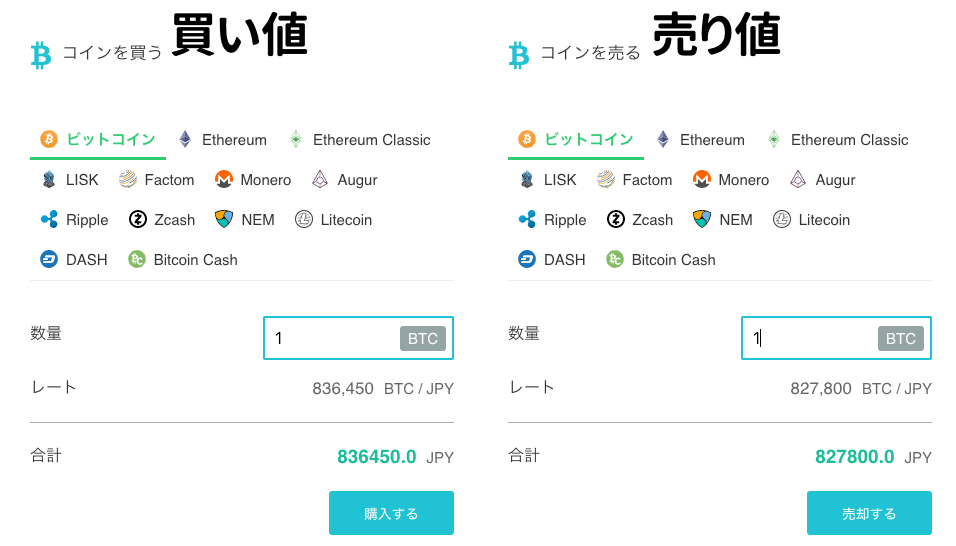 コインを買う 買い値
ビットコイン Ethereum Ethereum Classic
LISK Factom Monero Augur
Ripple Zcash NEM Litecoin
DASH Bitcoin Cash
数量 1 BTC
レート 836,450 BTC / JPY
合計 836450.0 JPY
購入する
コインを売る 売り値
ビットコイン Ethereum Ethereum Classic
LISK Factom Monero Augur
Ripple Zcash NEM Litecoin
DASH Bitcoin Cash
数量 1 BTC
レート 827,800 BTC / JPY
合計 827800.0 JPY
売却する